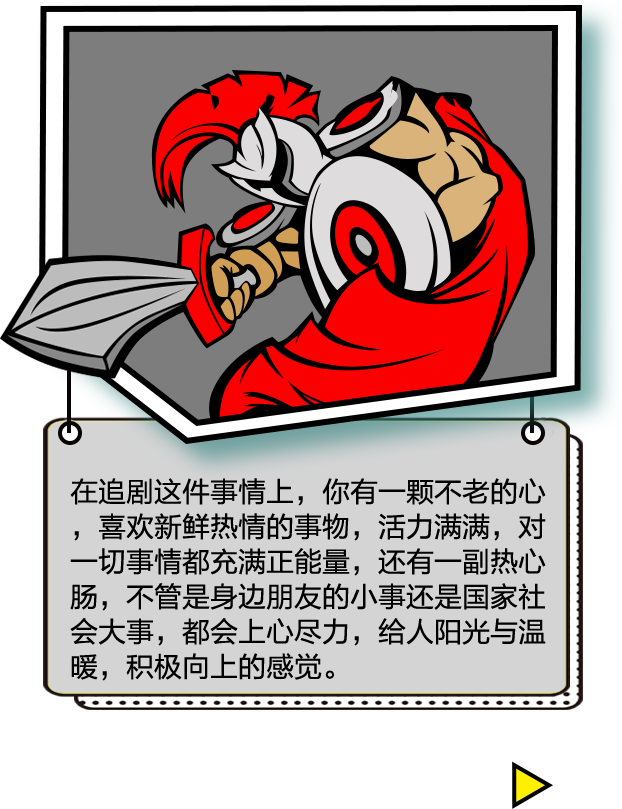 在追剧这件事情上，你有一颗不老的心
，喜欢新鲜热情的事物，活力满满，对
一切事情都充满正能量，还有一副热心
肠，不管是身边朋友的小事还是国家社
会大事，都会上心尽力，给人阳光与温
暖，积极向上的感觉。